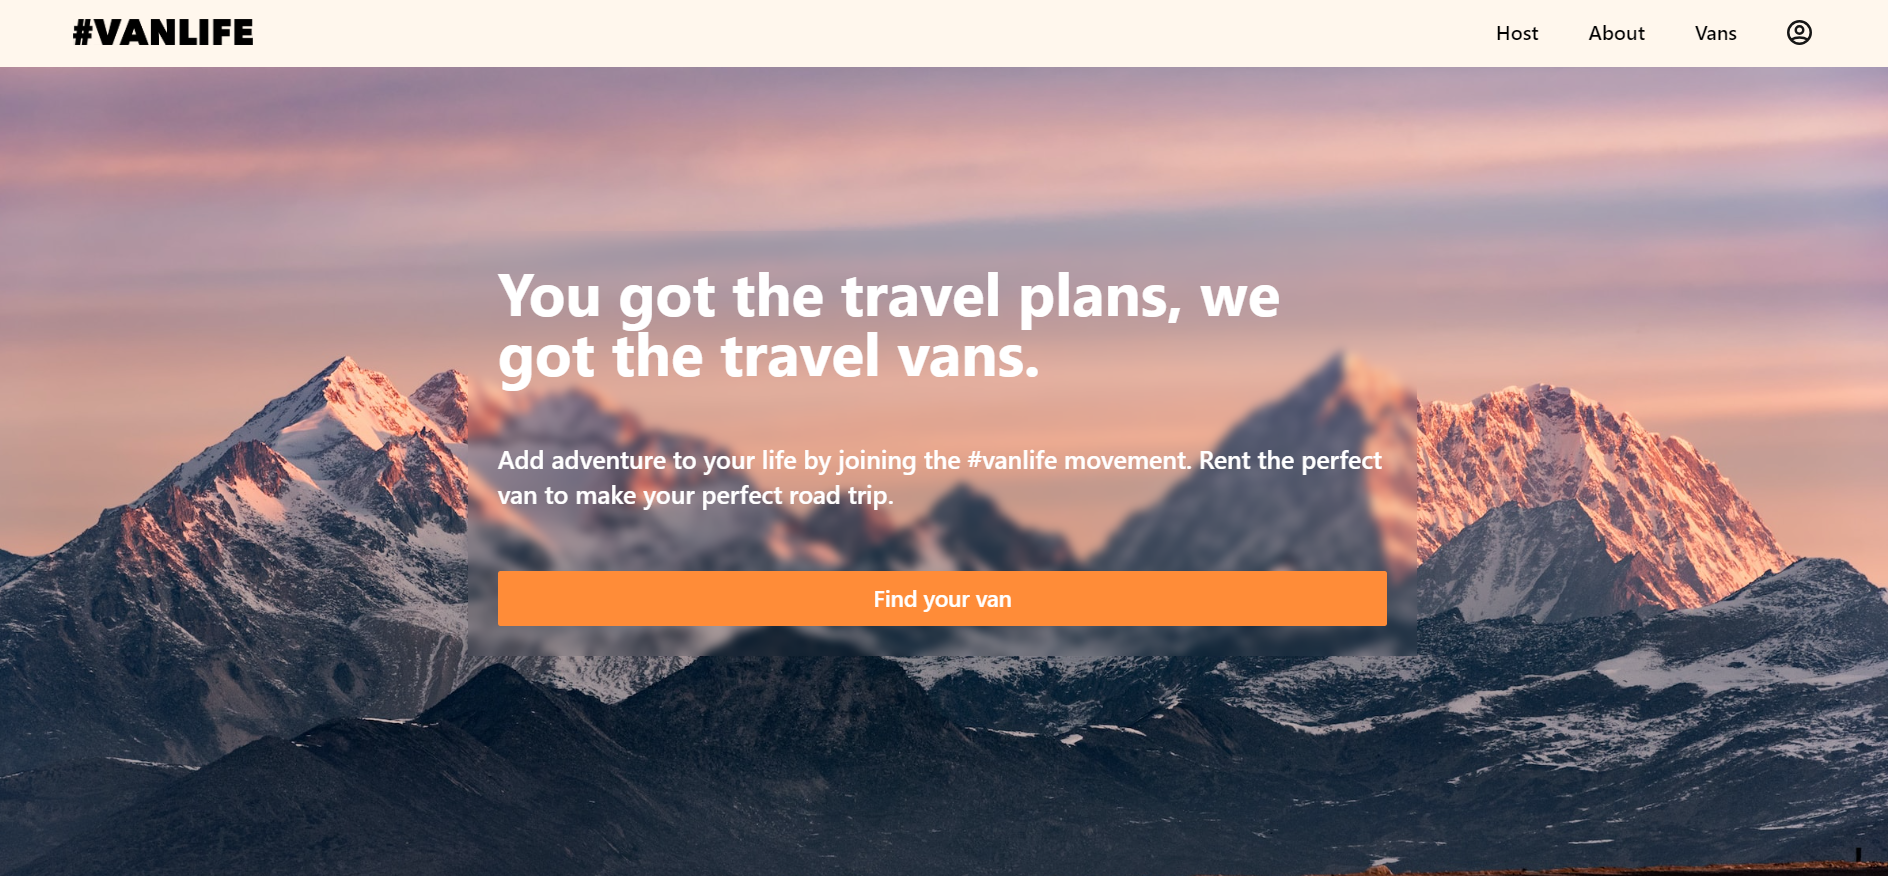 #VANLIFE
Host
About
Vans
You got the travel plans, we
got the travel vans.
Add adventure to your life by joining the #vanlife movement. Rent the perfect
van to make your perfect road trip.
Find your van